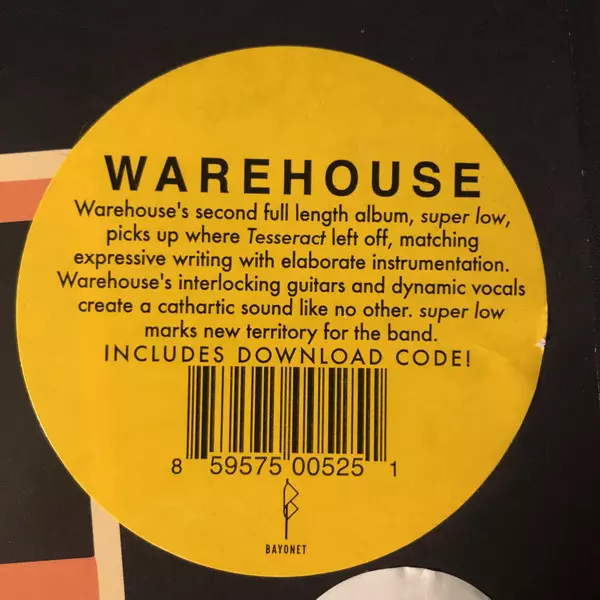 WAREHOUSE
Warehouse's second full length album, super low,
picks up where Tesseract left off, matching
expressive writing with elaborate instrumentation.
Warehouse's interlocking guitars and dynamic vocals
create a cathartic sound like no other. super low
marks new territory for the band.
INCLUDES DOWNLOAD CODE!
8 59575 00525 1
BAYONET